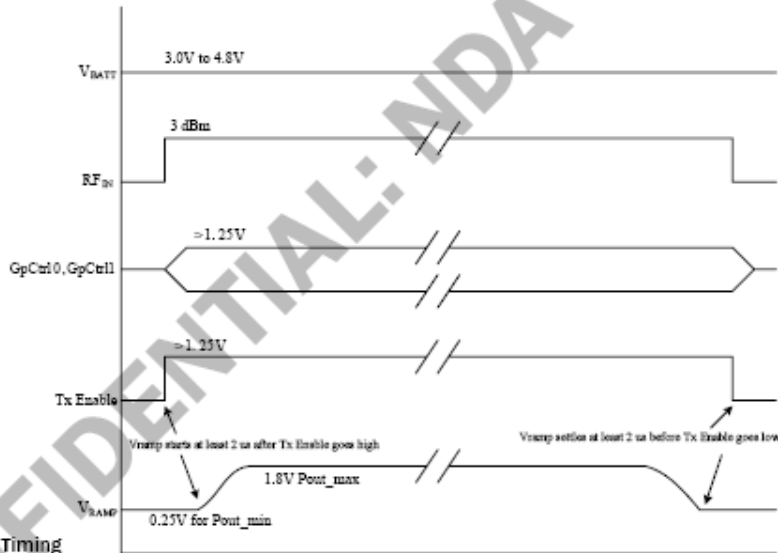 3.0V to 4.8V
VBATT
3 dBm
RFIN
>1.25V
GpCtrl0, GpCtrl1
>1.25V
Tx Enable
Vramp starts at least 2 us after Tx Enable goes high
Vramp settles at least 2 us before Tx Enable goes low
1.8V Pout_max
VRAMP
0.25V for Pout_min
Timing
FIDENTIAL: NDA